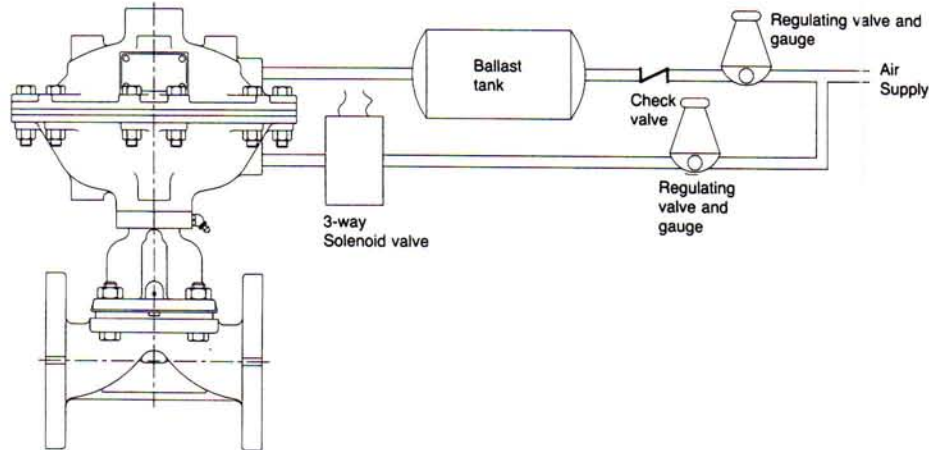 Regulating valve and
gauge
Ballast
tank
Air
Supply
Check
valve
Regulating
valve and
gauge
3-way
Solenoid valve